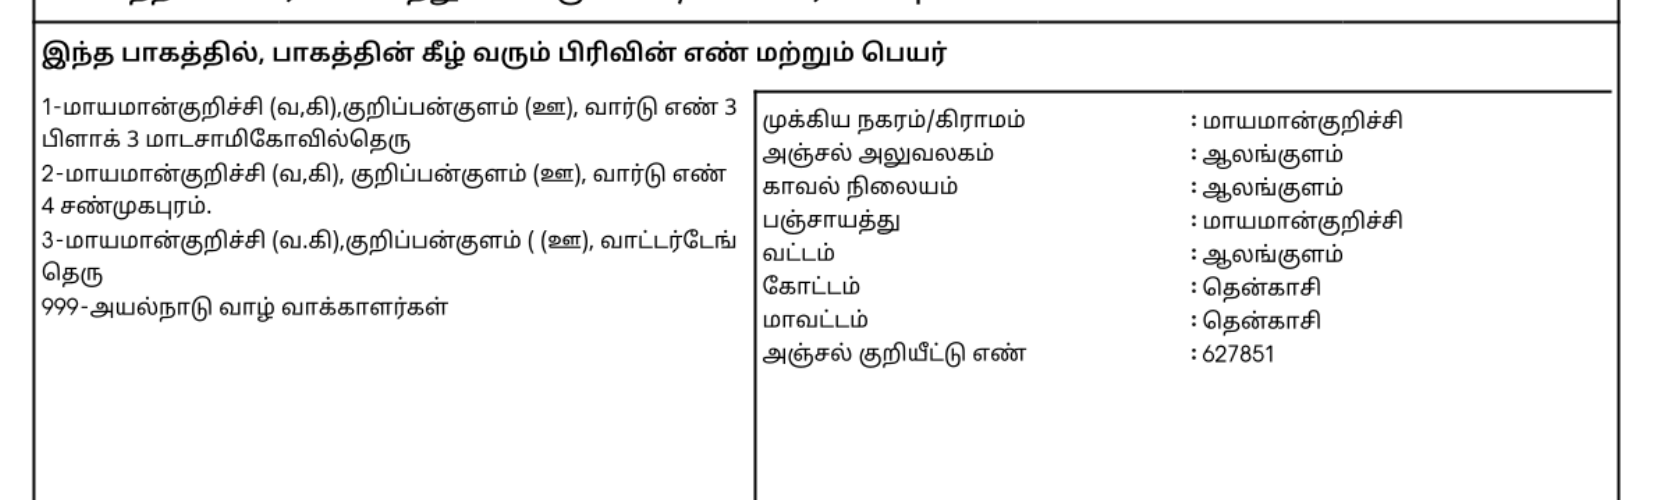 இந்த பாகத்தில், பாகத்தின் கீழ் வரும் பிரிவின் எண் மற்றும் பெயர்
1-மாயமான்குறிச்சி (வ,கி),குறிப்பன்குளம் (ஊ), வார்டு எண் 3
பிளாக் 3 மாடசாமிகோவில்தெரு
2-மாயமான்குறிச்சி (வ,கி), குறிப்பன்குளம் (ஊ), வார்டு எண்
4 சண்முகபுரம்.
3-மாயமான்குறிச்சி (வ.கி),குறிப்பன்குளம் ( (ஊ), வாட்டர்டேங்
தெரு
999-அயல்நாடு வாழ் வாக்காளர்கள்
முக்கிய நகரம்/கிராமம் : மாயமான்குறிச்சி
அஞ்சல் அலுவலகம் : ஆலங்குளம்
காவல் நிலையம் : ஆலங்குளம்
பஞ்சாயத்து : மாயமான்குறிச்சி
வட்டம் : ஆலங்குளம்
கோட்டம் : தென்காசி
மாவட்டம் : தென்காசி
அஞ்சல் குறியீட்டு எண் : 627851